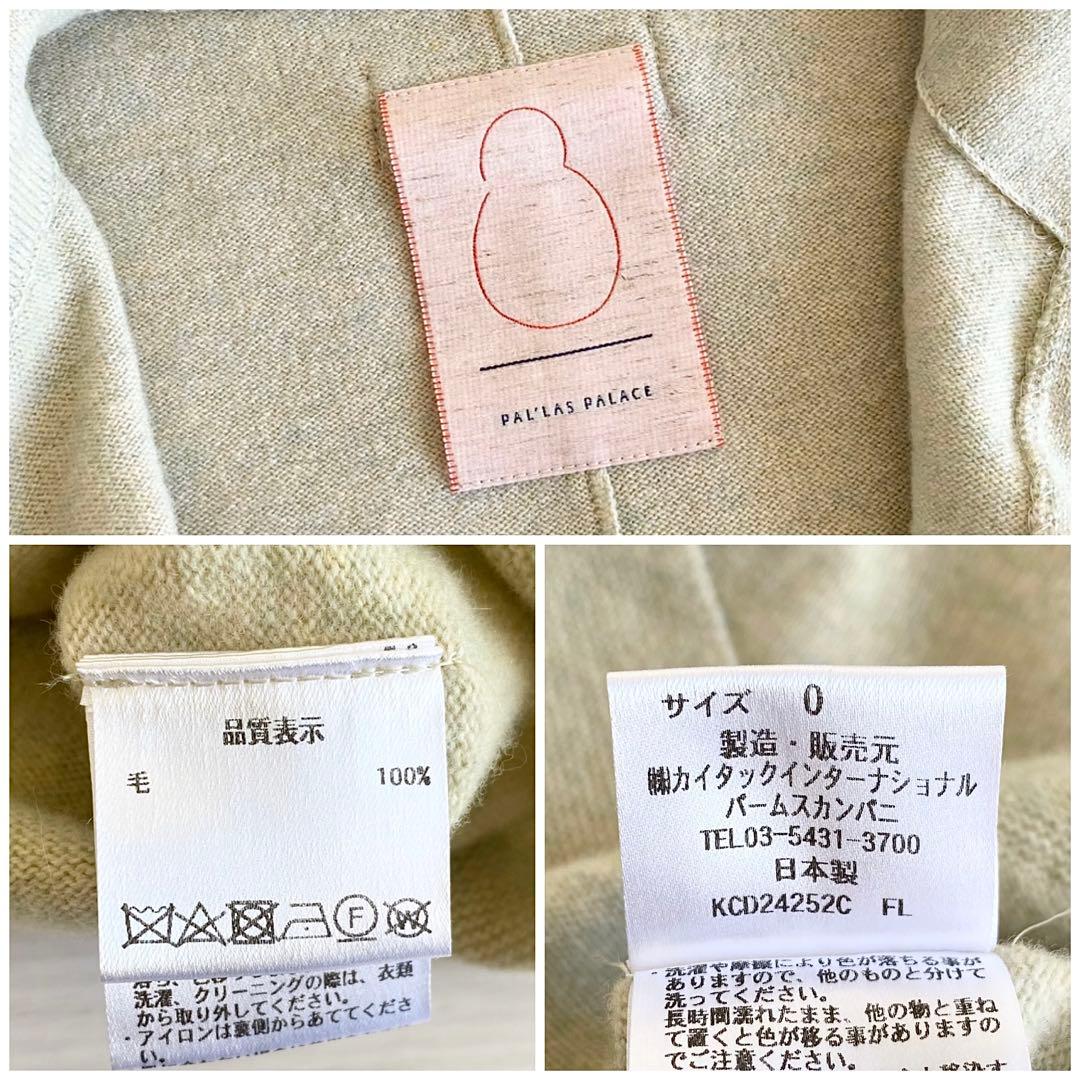 PAL'LAS PALACE
品質表示
毛 100%
F
W
洗濯、クリーニングの際は、衣類
から取り外してください。
・アイロンは裏側からあててくださ
い。
サイズ 0
製造・販売元
㈱カイタックインターナショナル
パームスカンパニ
TEL03-5431-3700
日本製
KCD24252C FL
・洗濯や摩擦により色が落ちる事が
ありますので、他のものと分けて
洗ってください。
長時間濡れたまま、他の物と重ね
て置くと色が移る事がありますの
でご注意ください。